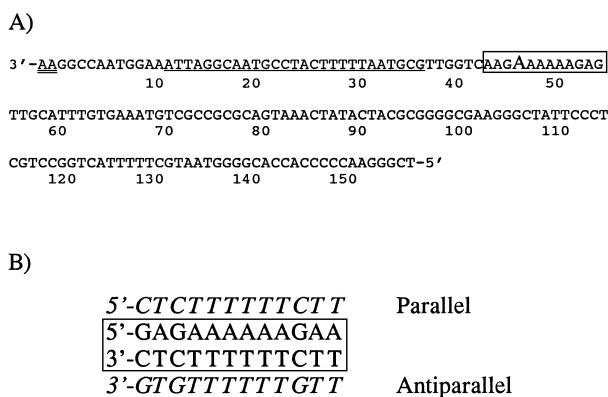 A)
3'-AAGGCCAATGGAAATTAGGCAATGCCTACTTTTTAATGCGTTGGTCAAGAAAAAAGAG
10 20 30 40 50
TTGCATTTGTGAAATGTCGCCGCGCAGTAAACTATACTACGCGGGGCGAAGGGCTATTCCCT
60 70 80 90 100 110
CGTCCGGTCATTTTTCGTAATGGGGCACCACCCCCAAGGGCT-5'
120 130 140 150
B)
5'-CTCTTTTTTCTT Parallel
5'-GAGAAAAAAGAA
3'-CTCTTTTTTCTT
3'-GTGTTTTTTGTT Antiparallel